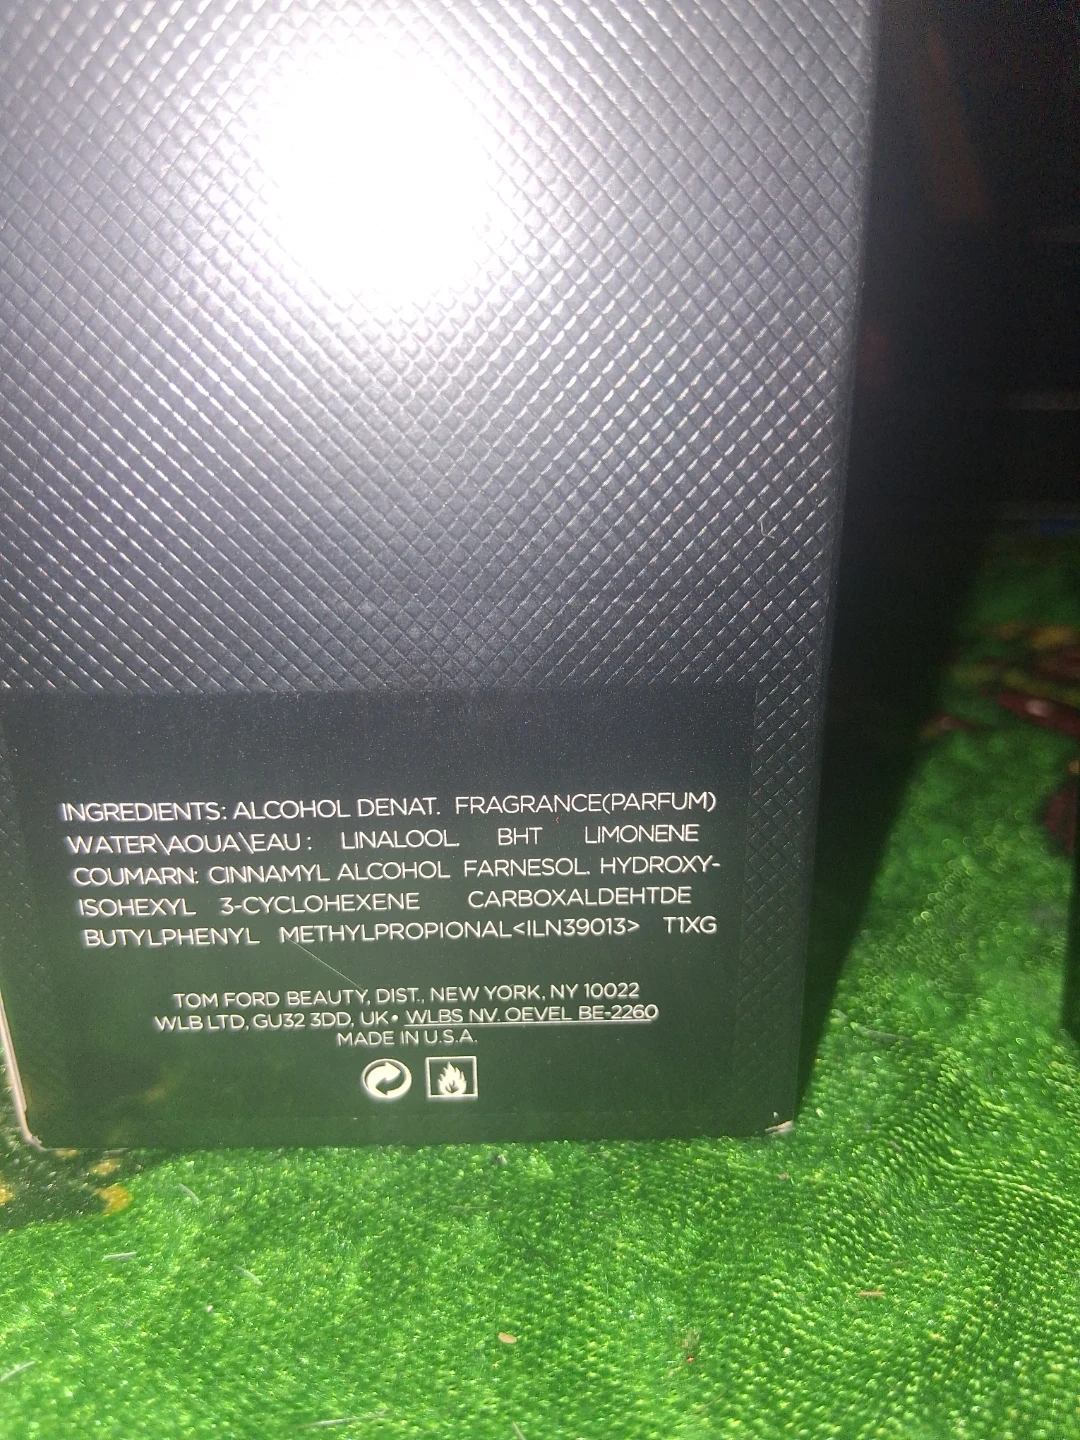 INGREDIENTS: ALCOHOL DENAT. FRAGRANCE(PARFUM)
WATER\AOUA\EAU : LINALOOL. BHT LIMONENE
COUMARN: CINNAMYL ALCOHOL FARNESOL. HYDROXY-
ISOHEXYL 3-CYCLOHEXENE CARBOXALDEHTDE
BUTYLPHENYL METHYLPROPIONAL<ILN39013> T1XG
TOM FORD BEAUTY, DIST., NEW YORK, NY 10022
WLB LTD, GU32 3DD, UK• WLBS NV. OEVEL BE-2260
MADE IN U.S.A.